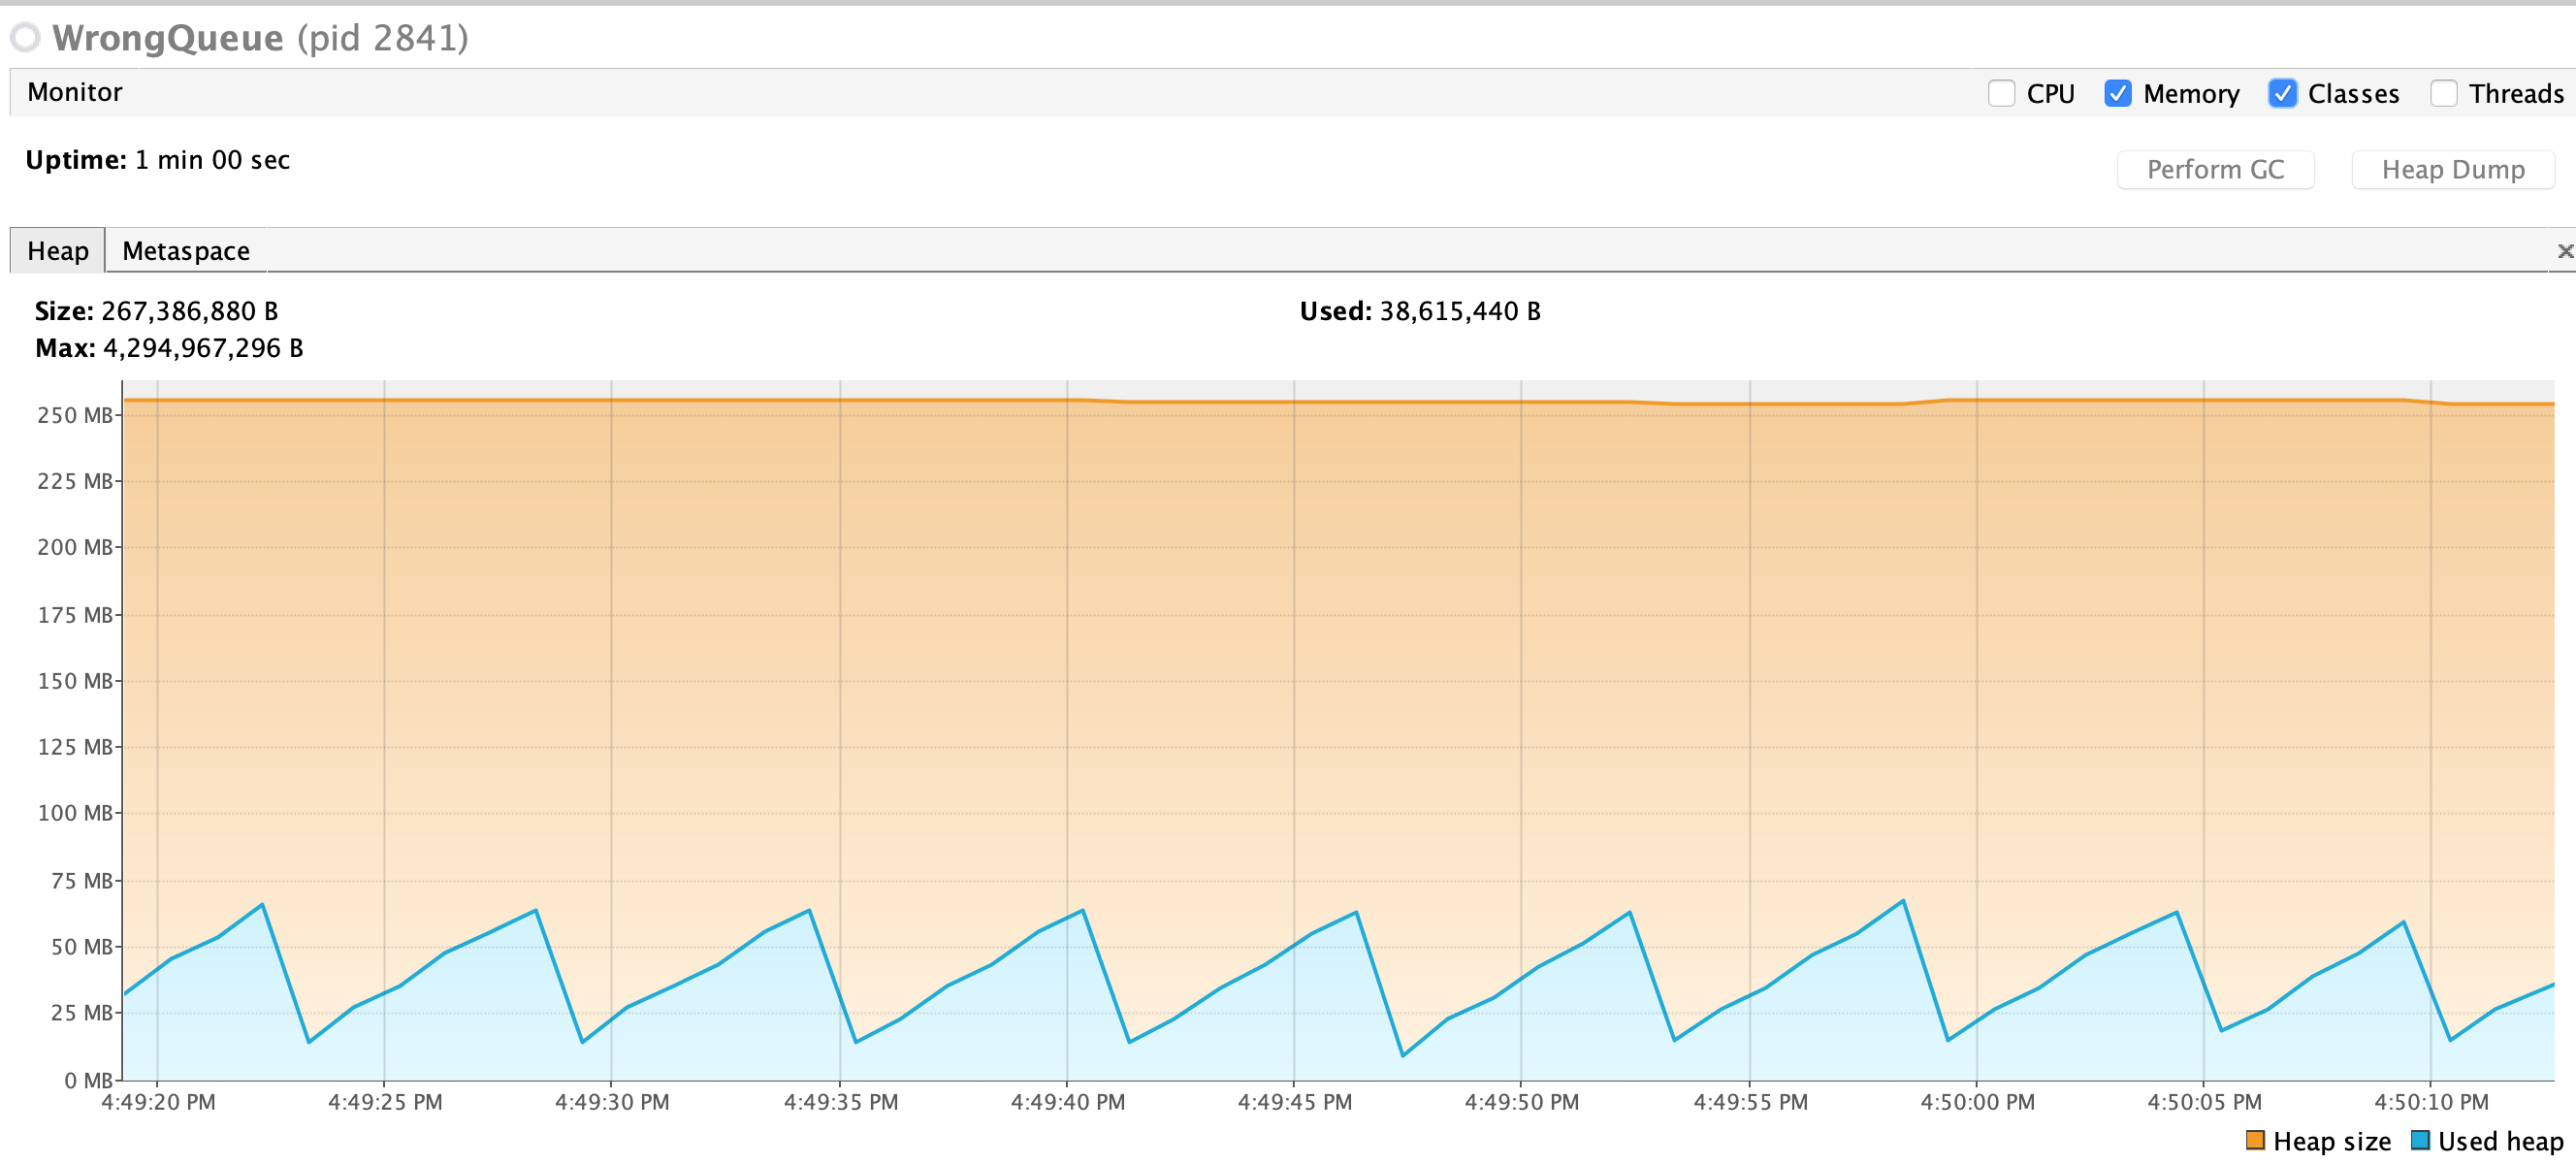 WrongQueue (pid 2841)
Monitor CPU Memory Classes Threads
Uptime: 1 min 00 sec
Perform GC Heap Dump
Heap Metaspace
Size: 267,386,880 B Used: 38,615,440 B
Max: 4,294,967,296 B
250 MB
225 MB
200 MB
175 MB
150 MB
125 MB
100 MB
75 MB
50 MB
25 MB
0 MB
4:49:20 PM 4:49:25 PM 4:49:30 PM 4:49:35 PM 4:49:40 PM 4:49:45 PM 4:49:50 PM 4:49:55 PM 4:50:00 PM 4:50:05 PM 4:50:10 PM
Heap size Used heap